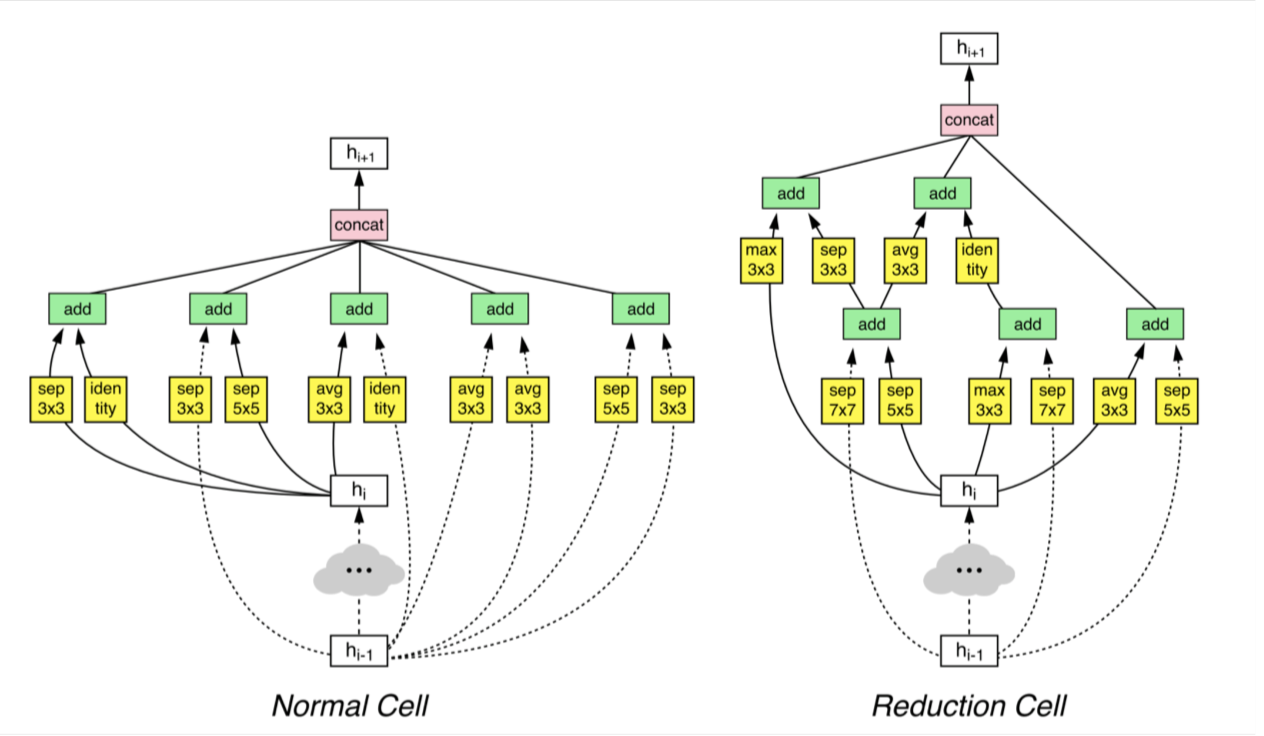 h_{i+1}
concat
add
add
add
add
add
sep
3x3
iden
tity
sep
3x3
sep
5x5
avg
3x3
iden
tity
avg
3x3
avg
3x3
sep
5x5
sep
3x3
h_i
...
h_{i-1}
Normal Cell
h_{i+1}
concat
add
add
max
3x3
sep
3x3
avg
3x3
iden
tity
add
add
add
sep
7x7
sep
5x5
max
3x3
sep
7x7
avg
3x3
sep
5x5
h_i
...
h_{i-1}
Reduction Cell